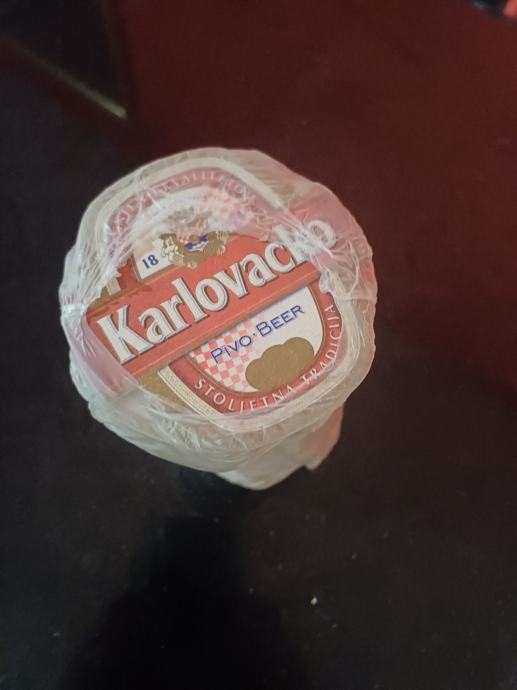 18
Karlovačko
PIVO·BEER
STOLJETNA TRADICIJA